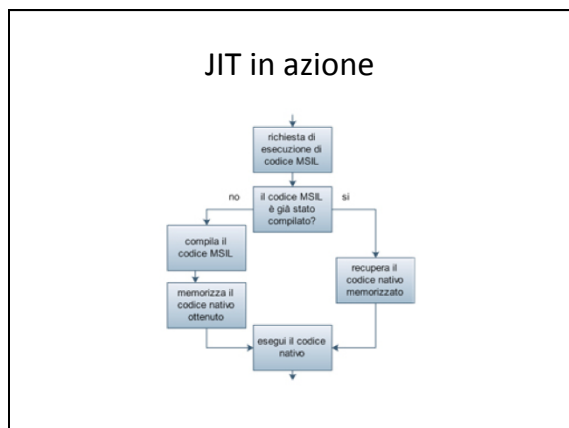 JIT in azione
richiesta di
esecuzione di
codice MSIL
no
il codice MSIL
è già stato
compilato?
si
compila il
codice MSIL
memorizza il
codice nativo
ottenuto
recupera il
codice nativo
memorizzato
esegui il codice
nativo